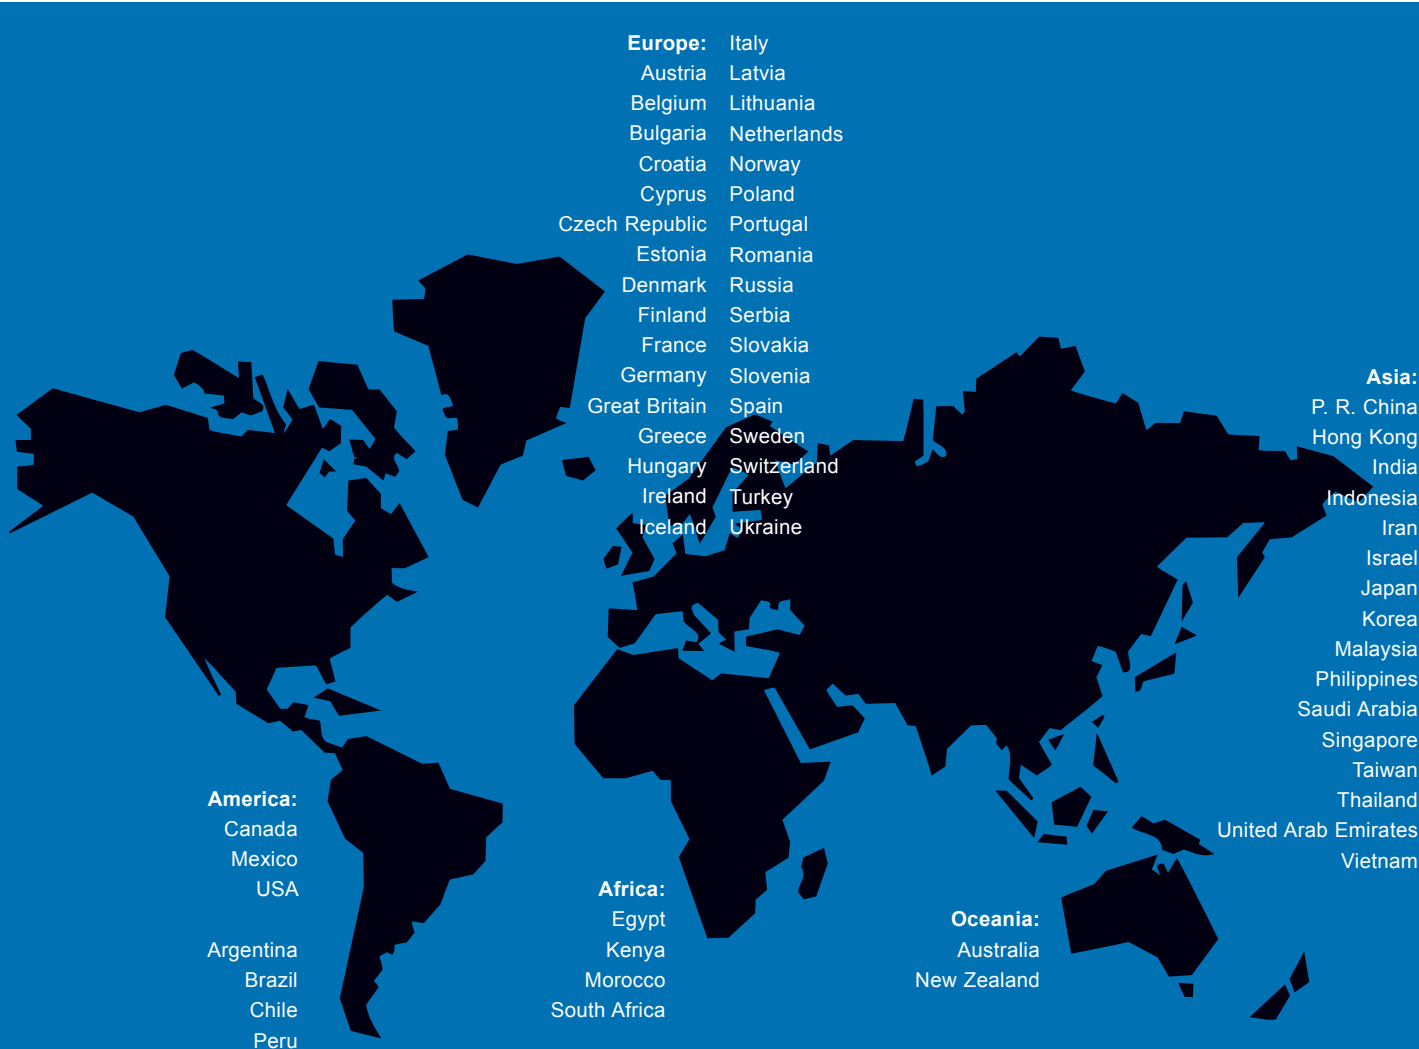 Europe:
Austria
Belgium
Bulgaria
Croatia
Cyprus
Czech Republic
Estonia
Denmark
Finland
France
Germany
Great Britain
Greece
Hungary
Ireland
Iceland
Italy
Latvia
Lithuania
Netherlands
Norway
Poland
Portugal
Romania
Russia
Serbia
Slovakia
Slovenia
Spain
Sweden
Switzerland
Turkey
Ukraine
Asia:
P. R. China
Hong Kong
India
Indonesia
Iran
Israel
Japan
Korea
Malaysia
Philippines
Saudi Arabia
Singapore
Taiwan
Thailand
United Arab Emirates
Vietnam
America:
Canada
Mexico
USA
Argentina
Brazil
Chile
Peru
Africa:
Egypt
Kenya
Morocco
South Africa
Oceania:
Australia
New Zealand